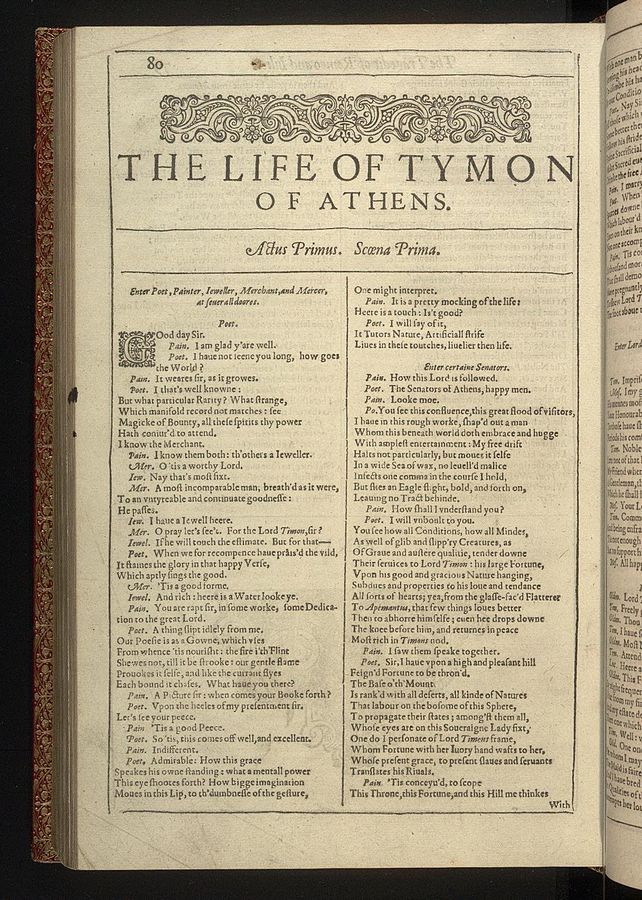 80
THE LIFE OF TYMON
OF ATHENS.
Actus Primus. Scœna Prima.
Enter Poet, Painter, Ieweller, Merchant, and Mercer,
at seuerall doores.
Poet.
GOod day Sir.
Pain. I am glad y'are well.
Poet. I haue not seene you long, how goes
the World?
Pain. It weares sir, as it growes.
Poet. I that's well knowne:
But what particular Rarity? What strange,
Which manifold record not matches: see
Magicke of Bounty, all these spirits thy power
Hath coniur'd to attend.
I know the Merchant.
Pain. I know them both: th'others a Ieweller.
Mer. O 'tis a worthy Lord.
Iew. Nay that's most fixt.
Mer. A most incomparable man, breath'd as it were,
To an vntyreable and continuate goodnesse:
He passes.
Iew. I haue a Iewell heere.
Mer. O pray let's see't. For the Lord Timon, sir?
Iewel. If he will touch the estimate. But for that—
Poet. When we for recompence haue prais'd the vild,
It staines the glory in that happy Verse,
Which aptly sings the good.
Mer. 'Tis a good forme.
Iewel. And rich: heere is a Water looke ye.
Pain. You are rapt sir, in some worke, some Dedica-
tion to the great Lord.
Poet. A thing slipt idlely from me.
Our Poesie is as a Gowne, which vses
From whence 'tis nourisht: the fire i'th'Flint
Shewes not, till it be strooke: our gentle flame
Prouokes it selfe, and like the currant flyes
Each bound it chases. What haue you there?
Pain. A Picture sir: when comes your Booke forth?
Poet. Vpon the heeles of my presentment sir.
Let's see your peece.
Pain. 'Tis a good Peece.
Poet. So 'tis, this comes off well, and excellent.
Pain. Indifferent.
Poet. Admirable: How this grace
Speakes his owne standing: what a mentall power
This eye shootes forth? How bigge imagination
Moues in this Lip, to th'dumbnesse of the gesture,
One might interpret.
Pain. It is a pretty mocking of the life:
Heere is a touch: Is't good?
Poet. I will say of it,
It Tutors Nature, Artificiall strife
Liues in these toutches, liuelier then life.
Enter certaine Senators.
Pain. How this Lord is followed.
Poet. The Senators of Athens, happy men.
Pain. Looke moe.
Po. You see this confluence, this great flood of visitors,
I haue in this rough worke, shap'd out a man
Whom this beneath world doth embrace and hugge
With amplest entertainment: My free drift
Halts not particularly, but moues it selfe
In a wide Sea of wax, no leuell'd malice
Infects one comma in the course I hold,
But flies an Eagle flight, bold, and forth on,
Leauing no Tract behinde.
Pain. How shall I vnderstand you?
Poet. I will vnboult to you.
You see how all Conditions, how all Mindes,
As well of glib and slipp'ry Creatures, as
Of Graue and austere qualitie, tender downe
Their seruices to Lord Timon: his large Fortune,
Vpon his good and gracious Nature hanging,
Subdues and properties to his loue and tendance
All sorts of hearts; yea, from the glasse-fac'd Flatterer
To Apemantus, that few things loues better
Then to abhorre himselfe; euen hee drops downe
The knee before him, and returnes in peace
Most rich in Timons nod.
Pain. I saw them speake together.
Poet. Sir, I haue vpon a high and pleasant hill
Feign'd Fortune to be thron'd.
The Base o'th'Mount
Is rank'd with all deserts, all kinde of Natures
That labour on the bosome of this Sphere,
To propagate their states; among'st them all,
Whose eyes are on this Soueraigne Lady fixt,
One do I personate of Lord Timons frame,
Whom Fortune with her Iuory hand wafts to her,
Whose present grace, to present slaues and seruants
Translates his Riuals.
Pain. 'Tis conceyu'd, to scope
This Throne, this Fortune, and this Hill me thinkes
With